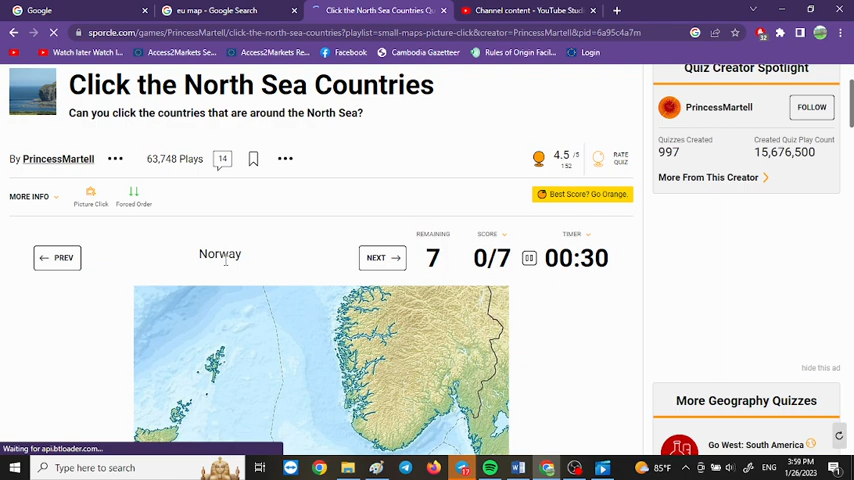 Google
eu map - Google Search
Click the North Sea Countries Qu
Channel content - YouTube Stud
sporcle.com/games/PrincessMartell/click-the-north-sea-countries?playlist=small-maps-picture-click&creator=PrincessMartell&pid=6a95c4a7m
Watch later Watch l...
Access2Markets Se...
Access2Markets Re...
Facebook
Cambodia Gazetteer
Rules of Origin Facil...
Login
Click the North Sea Countries
Can you click the countries that are around the North Sea?
By PrincessMartell
63,748 Plays
14
4.5 /5
152
RATE
QUIZ
MORE INFO
Picture Click
Forced Order
Best Score? Go Orange.
REMAINING
SCORE
TIMER
PREV
Norway
NEXT
7
0/7
00:30
Quiz Creator Spotlight
PrincessMartell
FOLLOW
Quizzes Created
Created Quiz Play Count
997
15,676,500
More From This Creator
hide this ad
More Geography Quizzes
Go West: South America
Waiting for api.btloader.com...
Type here to search
17
85°F
ENG
3:59 PM
1/26/2023
1